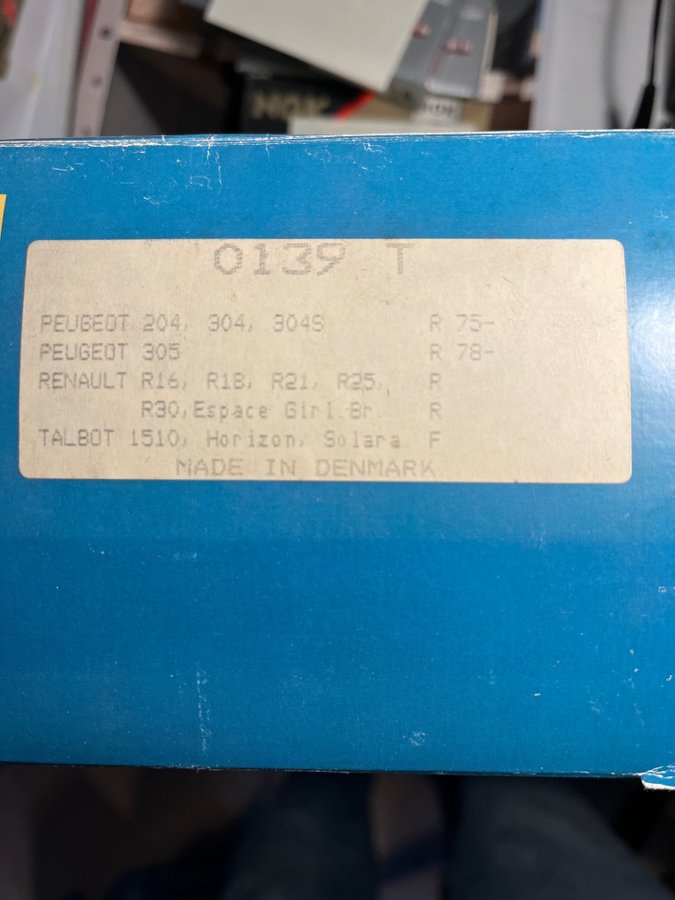 NGK
0139 T
PEUGEOT 204, 304, 304S R 75-
PEUGEOT 305 R 78-
RENAULT R16, R18, R21, R25, R
R30,Espace Girl.Br. R
TALBOT 1510, Horizon, Solara F
MADE IN DENMARK